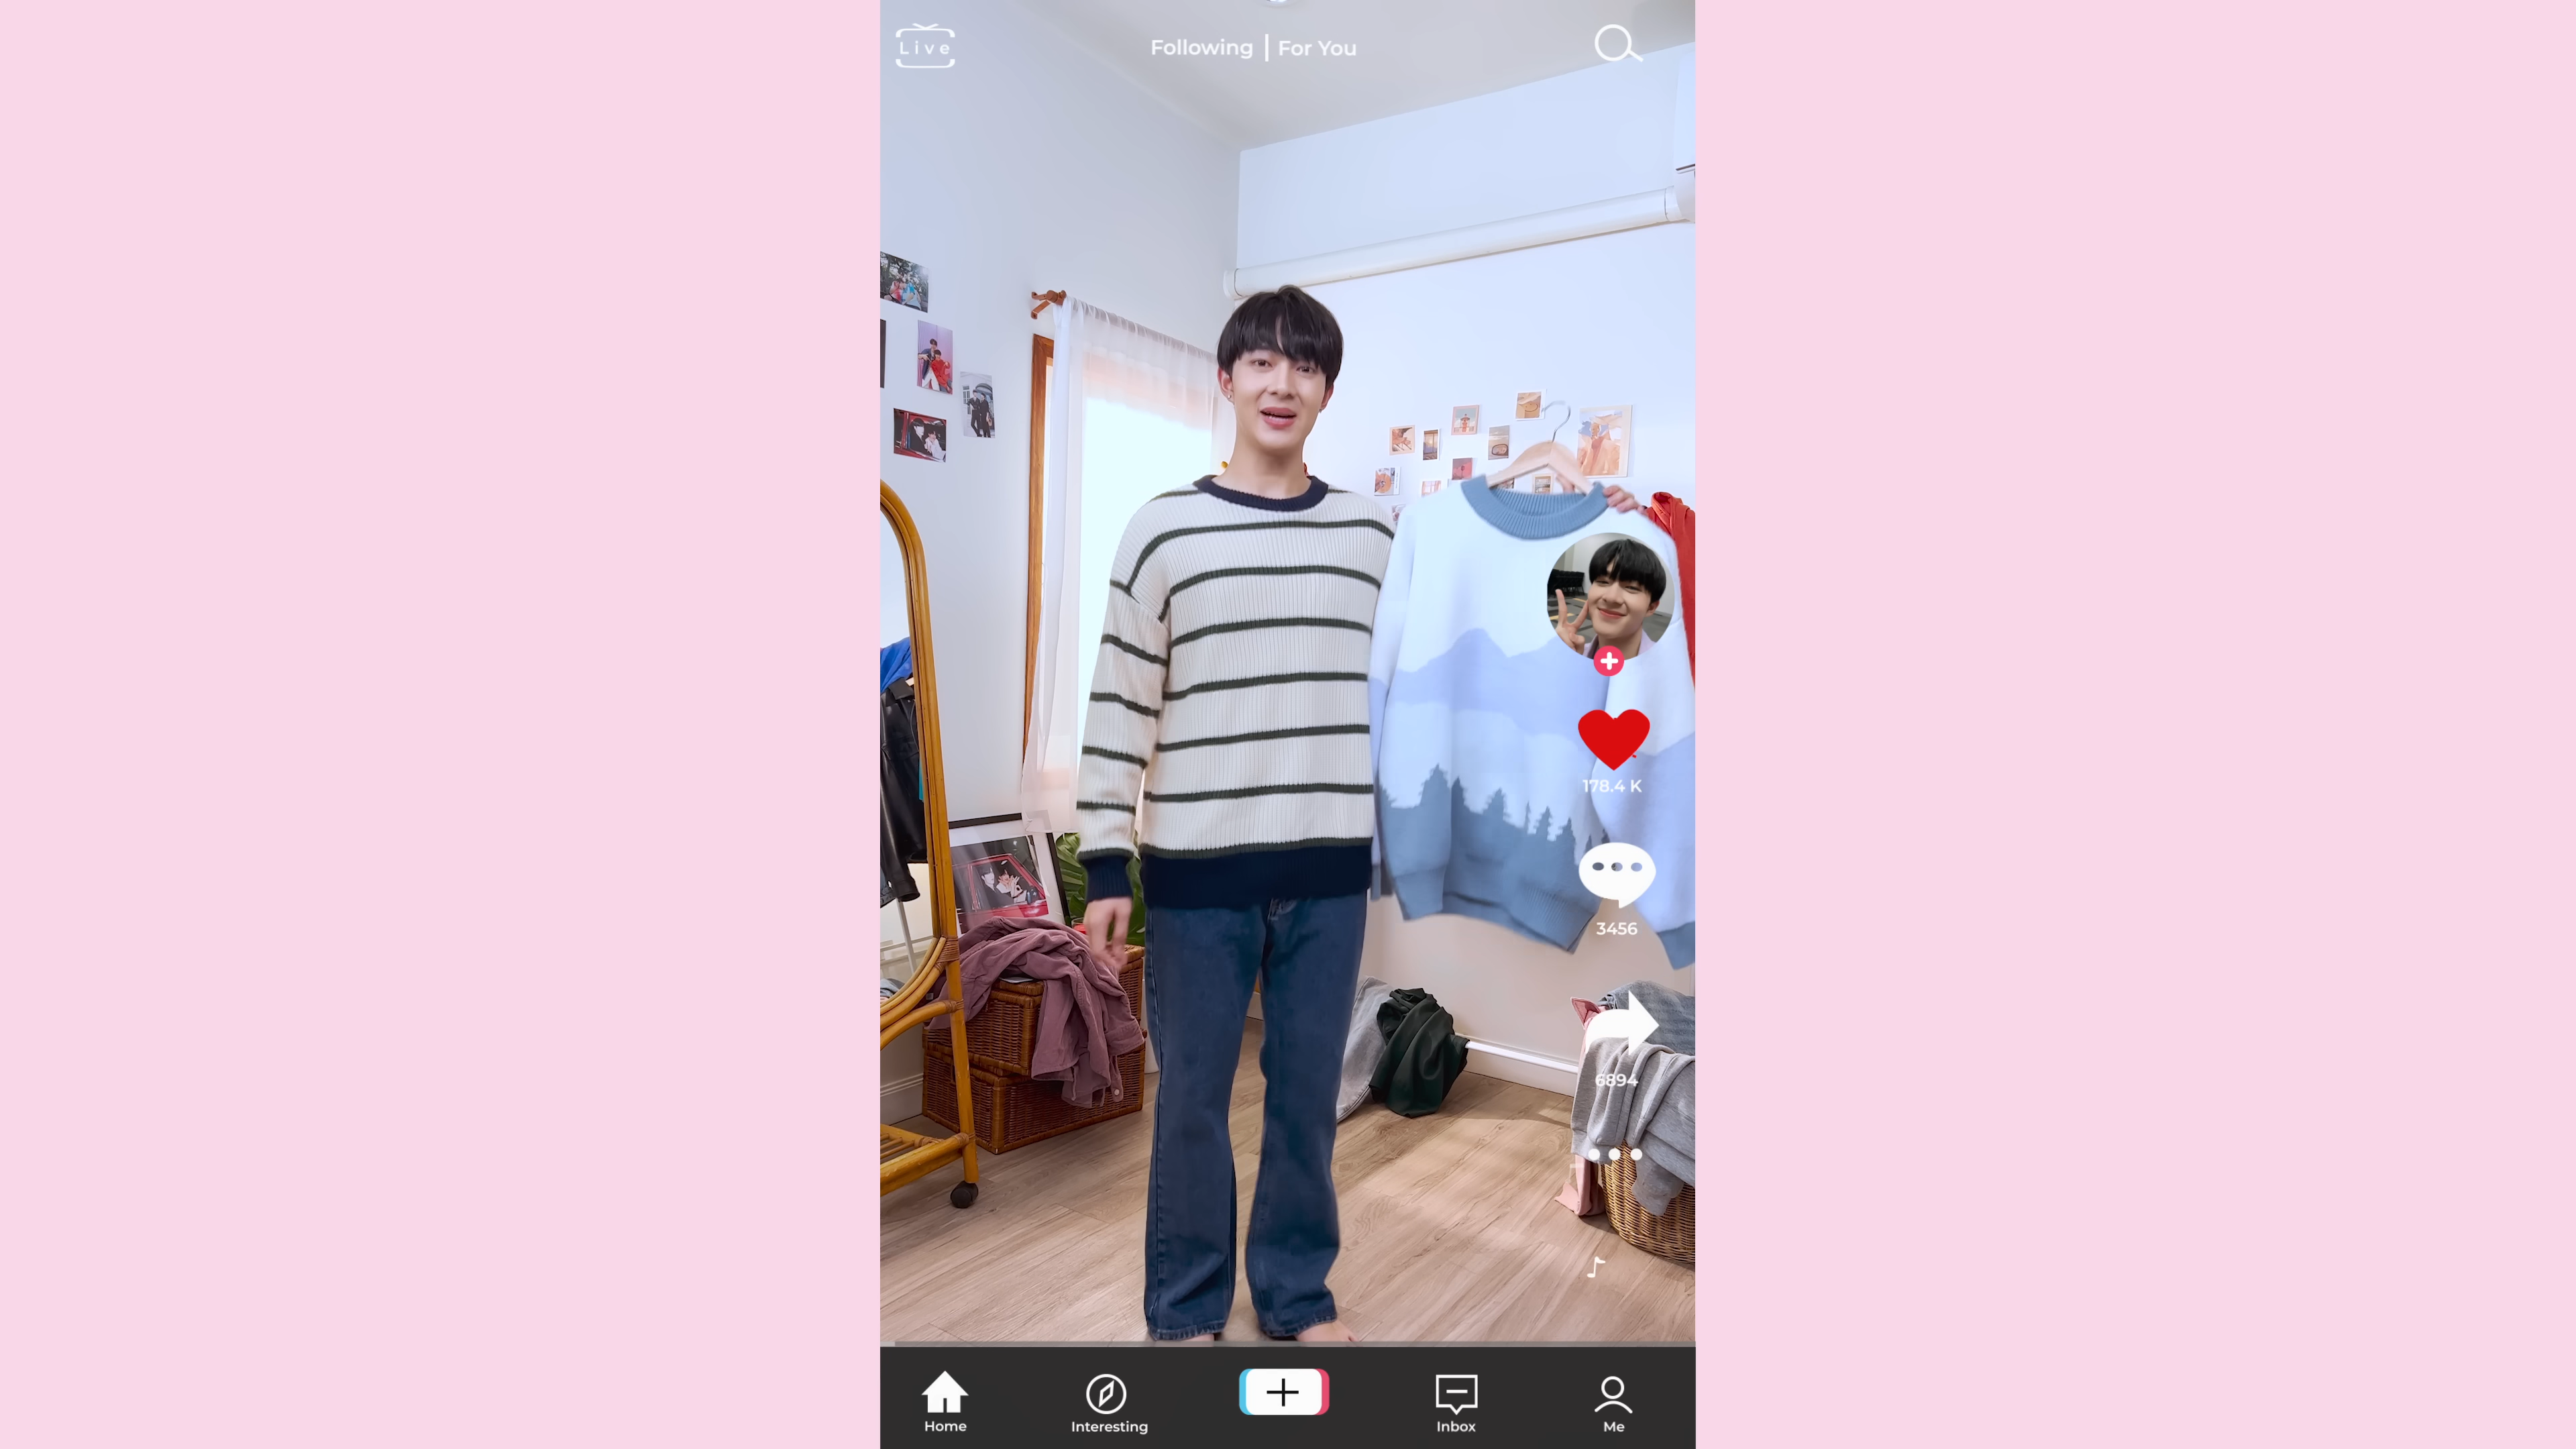 Live
Following | For You
178.4 K
3456
6894
Home
Interesting
Inbox
Me